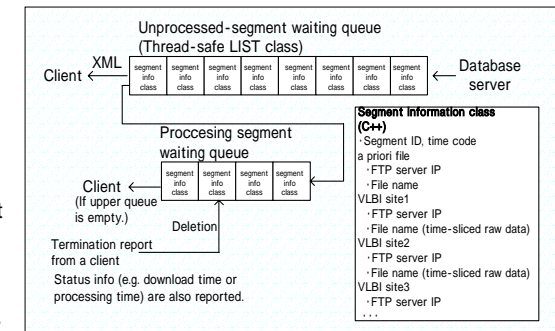 Unprocessed-segment waiting queue
(Thread-safe LIST class)
XML
Client
segment info class
segment info class
segment info class
segment info class
segment info class
segment info class
segment info class
segment info class
Database
server
Proccesing segment
waiting queue
segment info class
segment info class
segment info class
segment info class
Client
(If upper queue
is empty.)
Deletion
Termination report
from a client
Status info (e.g. download time or
processing time) are also reported.
Segment information class
(C++)
・Segment ID, time code
a priori file
・FTP server IP
・File name
VLBI site1
・FTP server IP
・File name (time-sliced raw data)
VLBI site2
・FTP server IP
・File name (time-sliced raw data)
VLBI site3
・FTP server IP
・・・